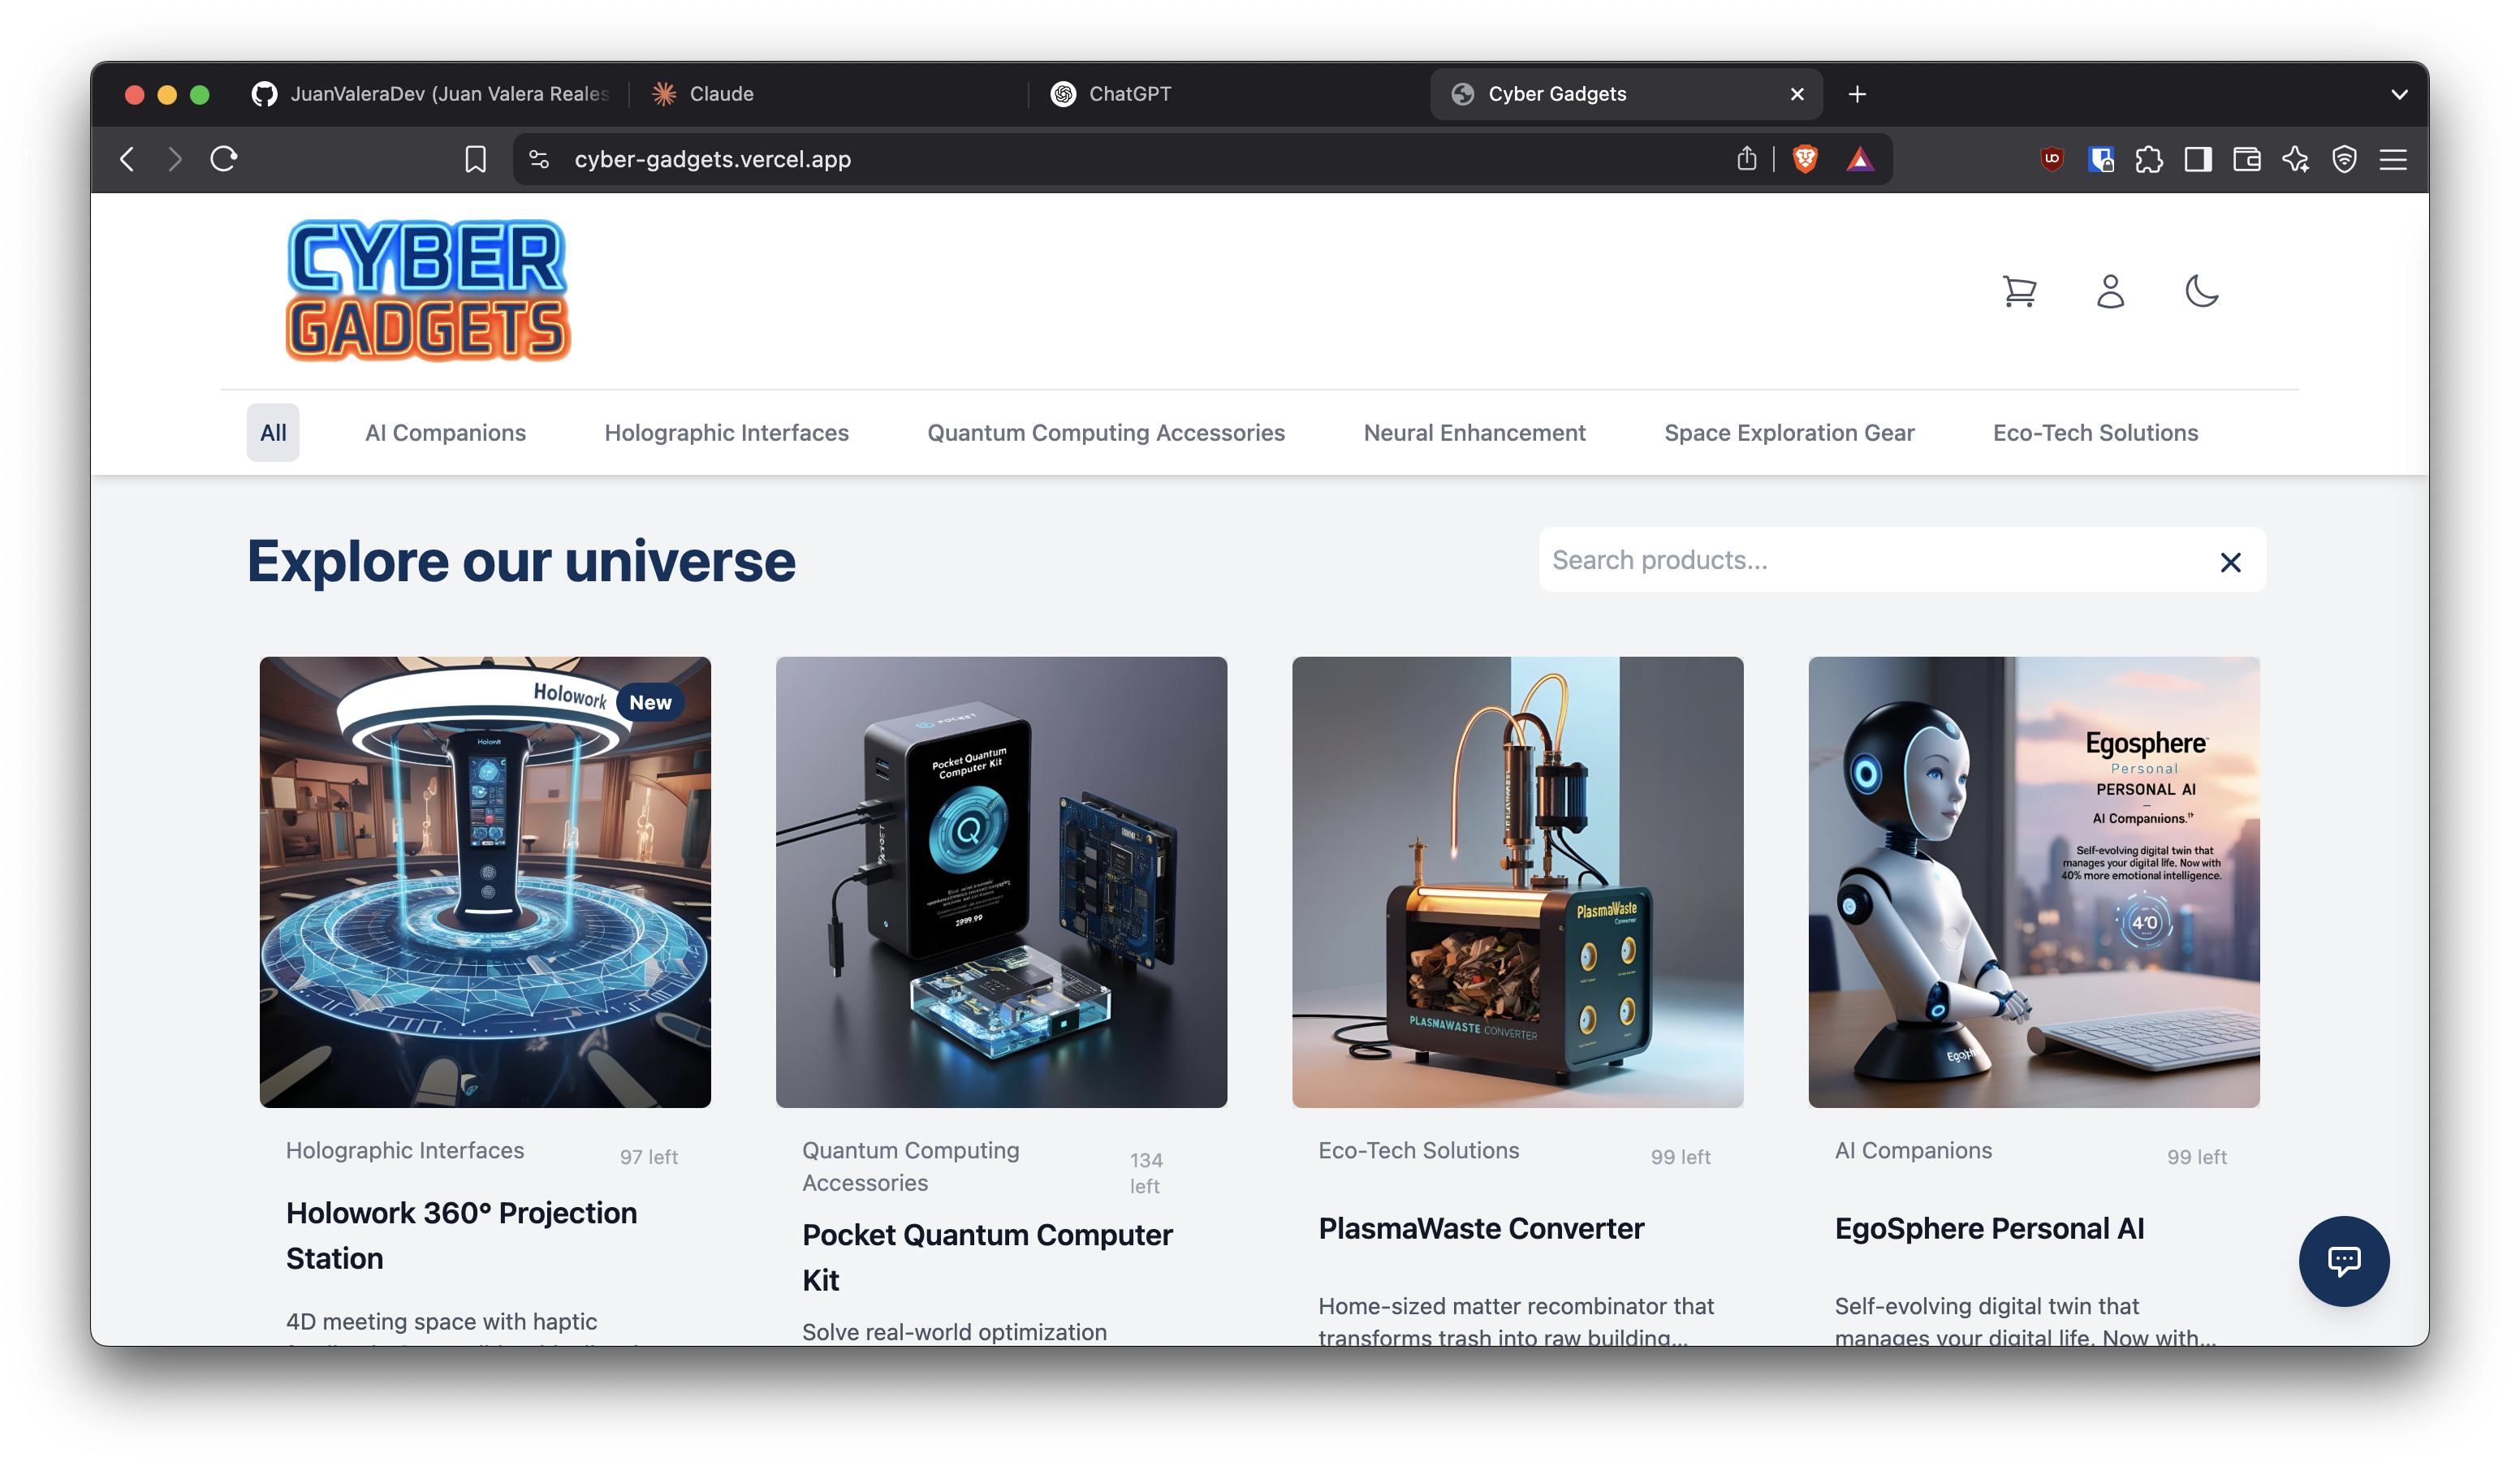 JuanValeraDev (Juan Valera Reales
Claude
ChatGPT
Cyber Gadgets
cyber-gadgets.vercel.app
CYBER
GADGETS
All
AI Companions
Holographic Interfaces
Quantum Computing Accessories
Neural Enhancement
Space Exploration Gear
Eco-Tech Solutions
Explore our universe
Search products...
Holowork
New
Holographic Interfaces
97 left
Holowork 360° Projection
Station
4D meeting space with haptic
POCKET
Pocket Quantum
Computer Kit
Q
2999.99
Quantum Computing
Accessories
134
left
Pocket Quantum Computer
Kit
Solve real-world optimization
PlasmaWaste
PLASMAWASTE CONVERTER
Eco-Tech Solutions
99 left
PlasmaWaste Converter
Home-sized matter recombinator that
transforms trash into raw building...
Egosphere
Personal
PERSONAL AI
AI Companions.
Self-evolving digital twin that
manages your digital life. Now with
40% more emotional intelligence.
AI Companions
99 left
EgoSphere Personal AI
Self-evolving digital twin that
manages your digital life. Now with...